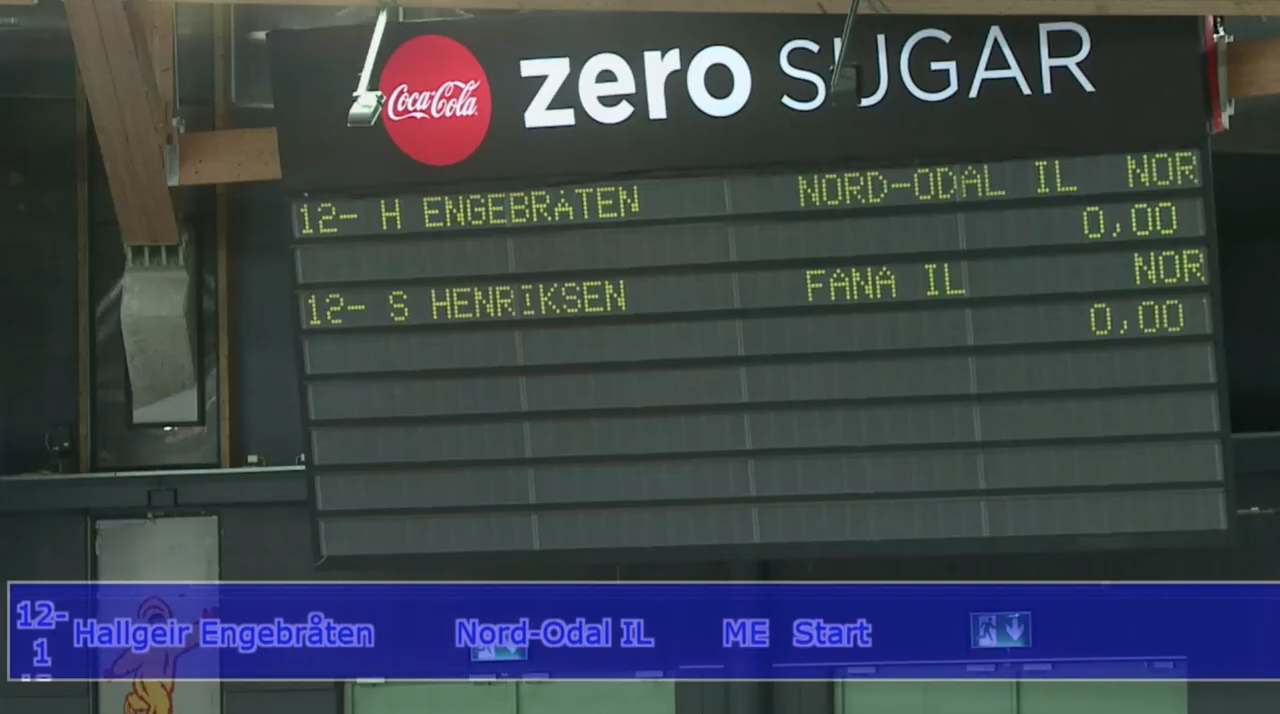 Coca-Cola zero SUGAR
12- H ENGEBRÅTEN NORD-ODAL IL NOR
0,00
12- S HENRIKSEN FANA IL NOR
0,00
12-
1
Hallgeir Engebråten Nord-Odal IL ME Start